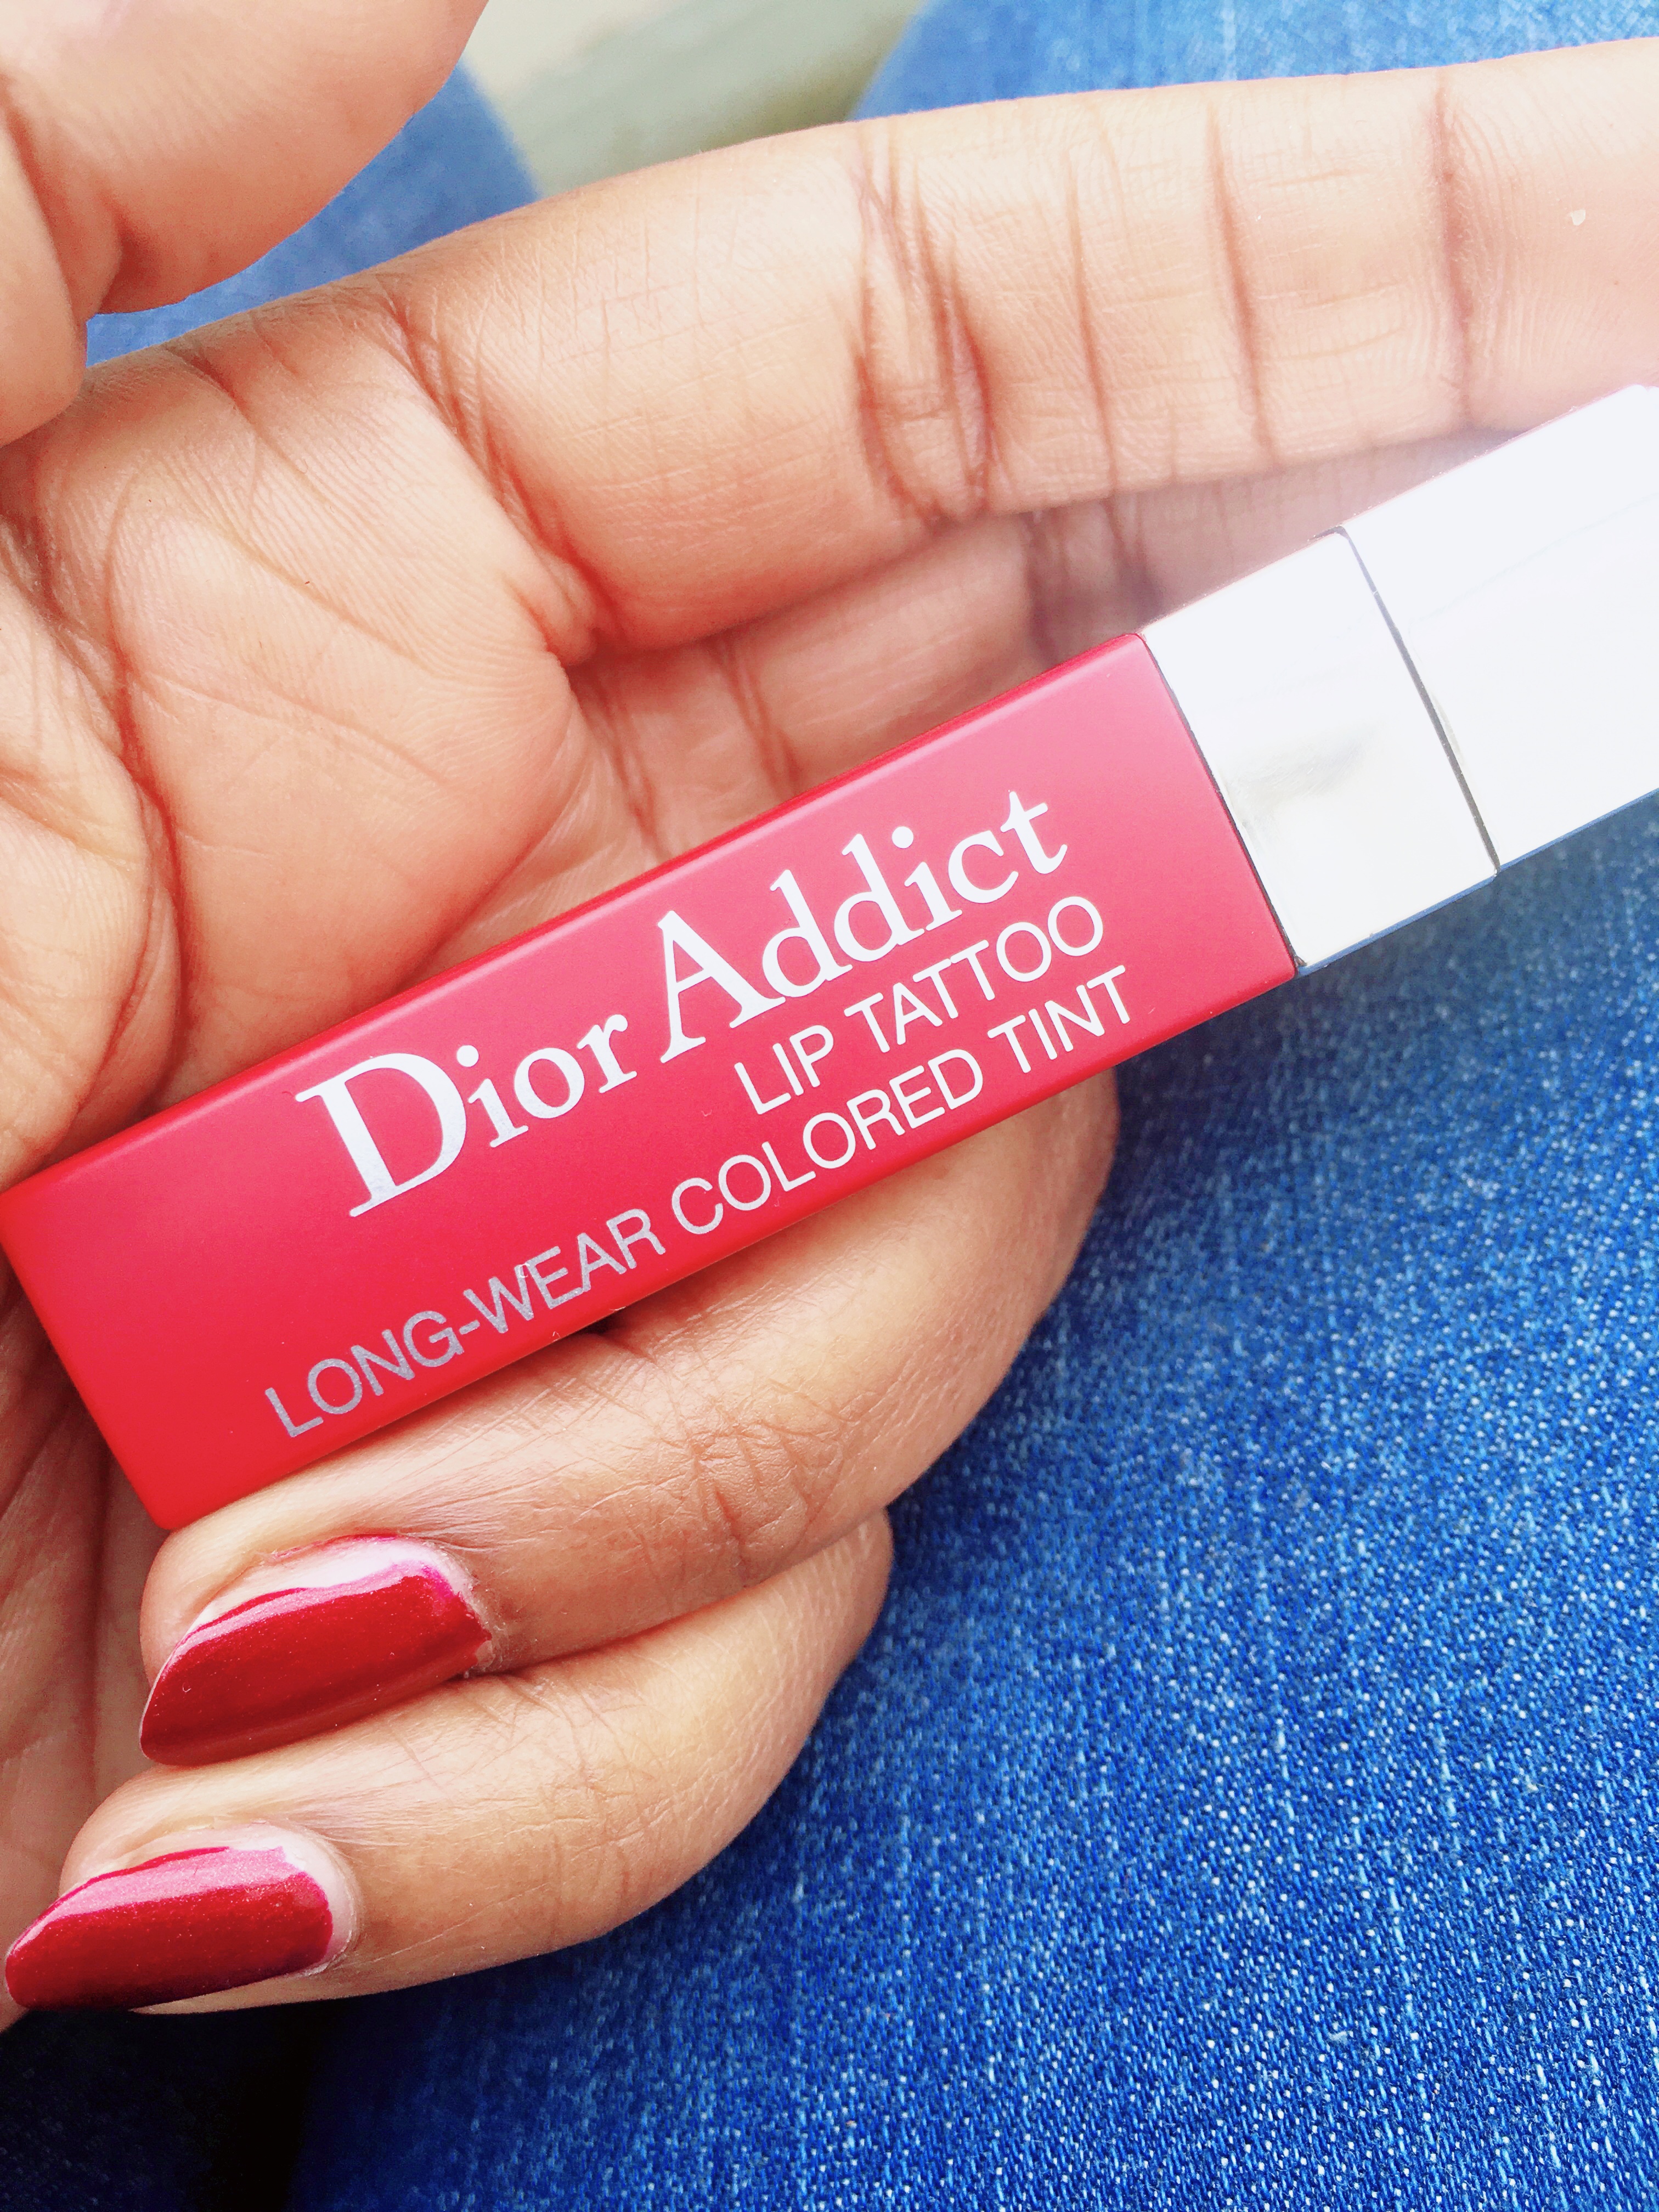 Dior Addict
LIP TATTOO
LONG-WEAR COLORED TINT